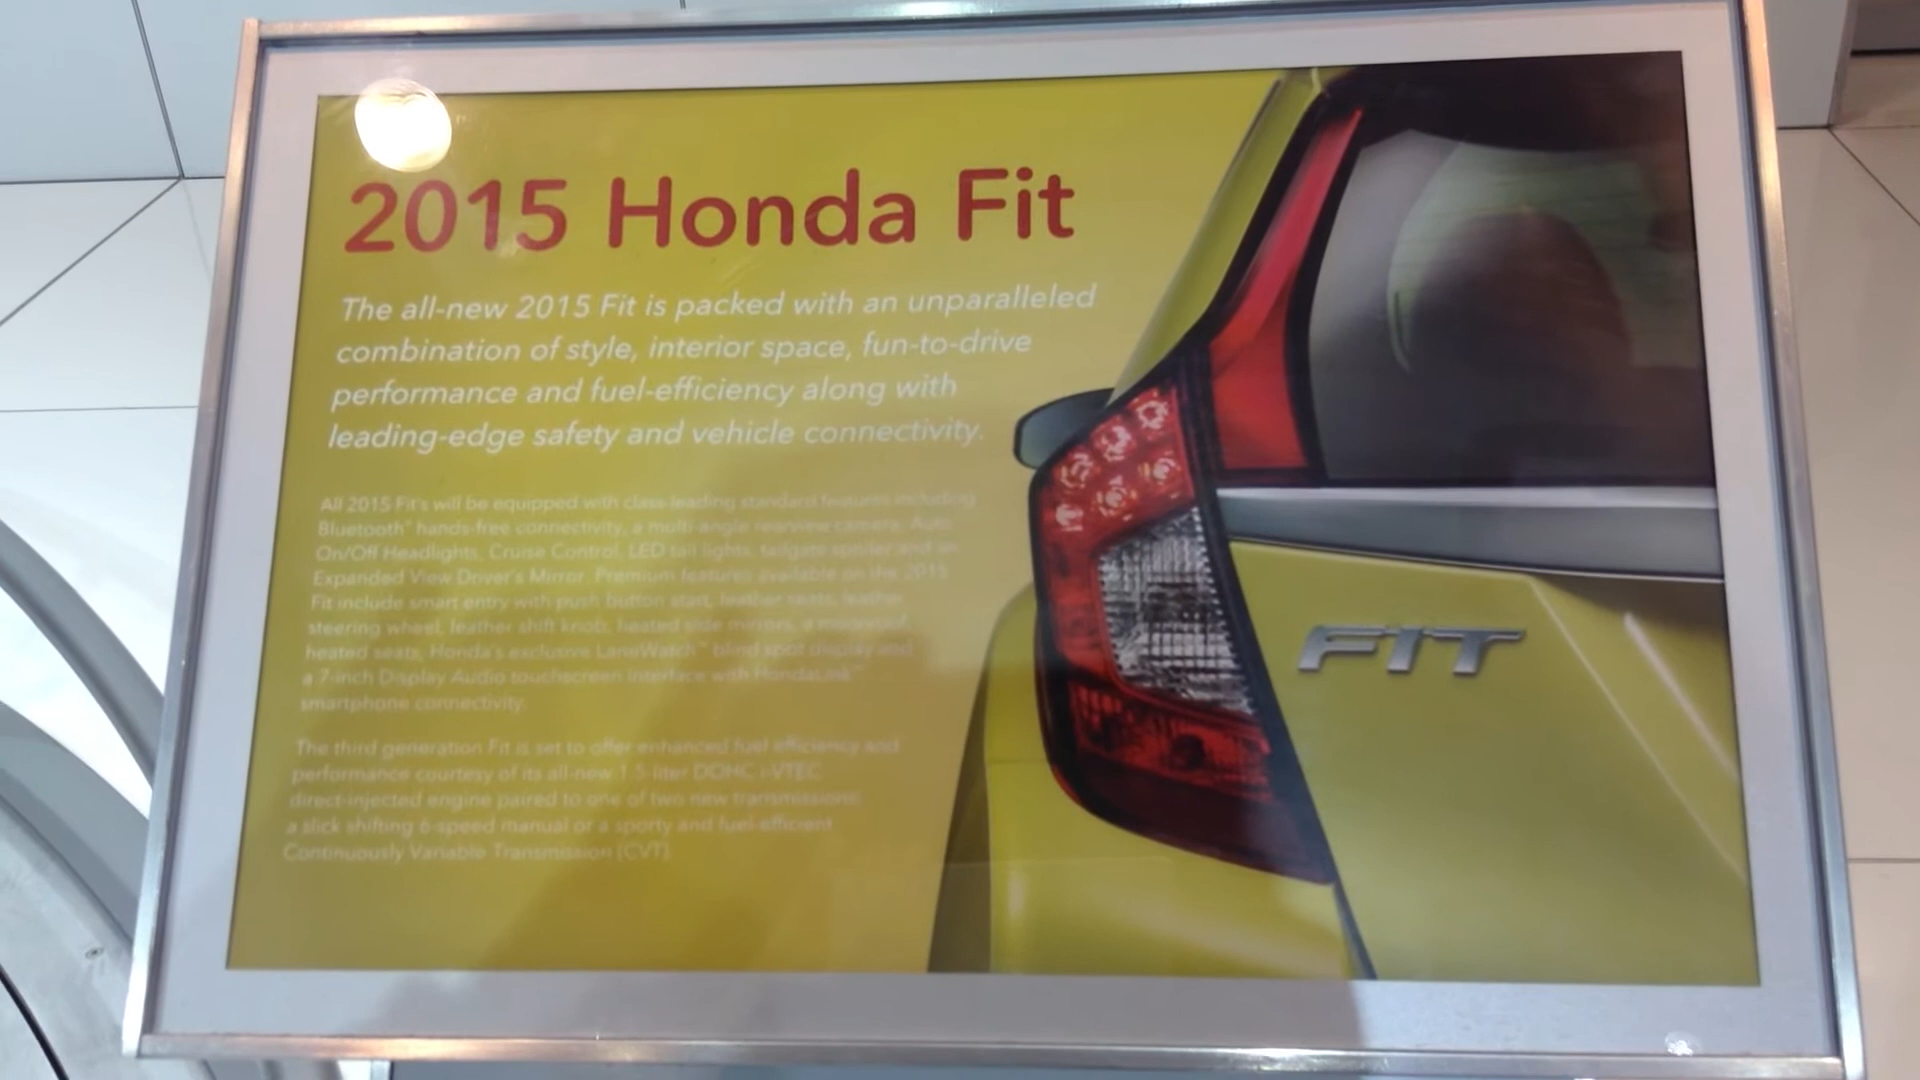 2015 Honda Fit
The all-new 2015 Fit is packed with an unparalleled
combination of style, interior space, fun-to-drive
performance and fuel-efficiency along with
leading-edge safety and vehicle connectivity.
All 2015 Fit's will be equipped with class-leading standard features including
Bluetooth™ hands-free connectivity, a multi-angle rearview camera, Auto
On/Off Headlights, Cruise Control, LED tail lights, tailgate spoiler and an
Expanded View Driver's Mirror. Premium features available on the 2015
Fit include smart entry with push button start, leather seats, leather
steering wheel, leather shift knob, heated side mirrors, a moonroof,
heated seats, Honda's exclusive LaneWatch™ blind spot display and
a 7-inch Display Audio touchscreen interface with HondaLink™
smartphone connectivity.
The third generation Fit is set to offer enhanced fuel efficiency and
performance courtesy of its all-new 1.5-liter DOHC i-VTEC
direct-injected engine paired to one of two new transmissions:
a slick shifting 6-speed manual or a sporty and fuel-efficient
Continuously Variable Transmission (CVT)
FIT